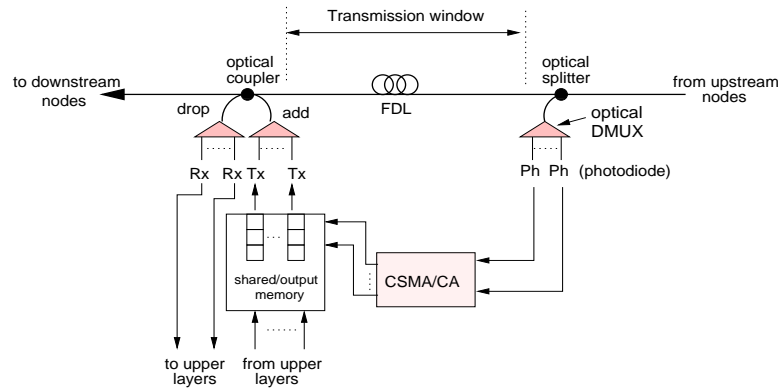 Transmission window
optical
coupler
optical
splitter
to downstream
nodes
from upstream
nodes
drop
add
FDL
optical
DMUX
Rx
Rx
Tx
Tx
Ph
Ph
(photodiode)
shared/output
memory
CSMA/CA
to upper
layers
from upper
layers